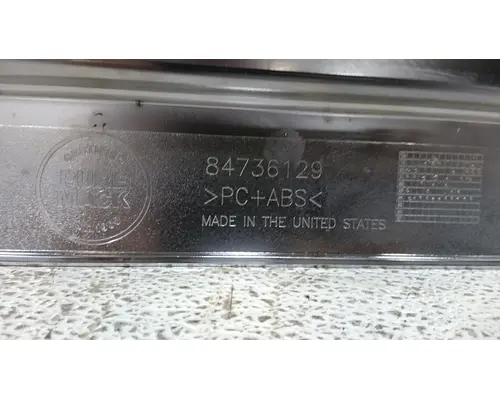 84736129
>PC+ABS<
MADE IN THE UNITED STATES